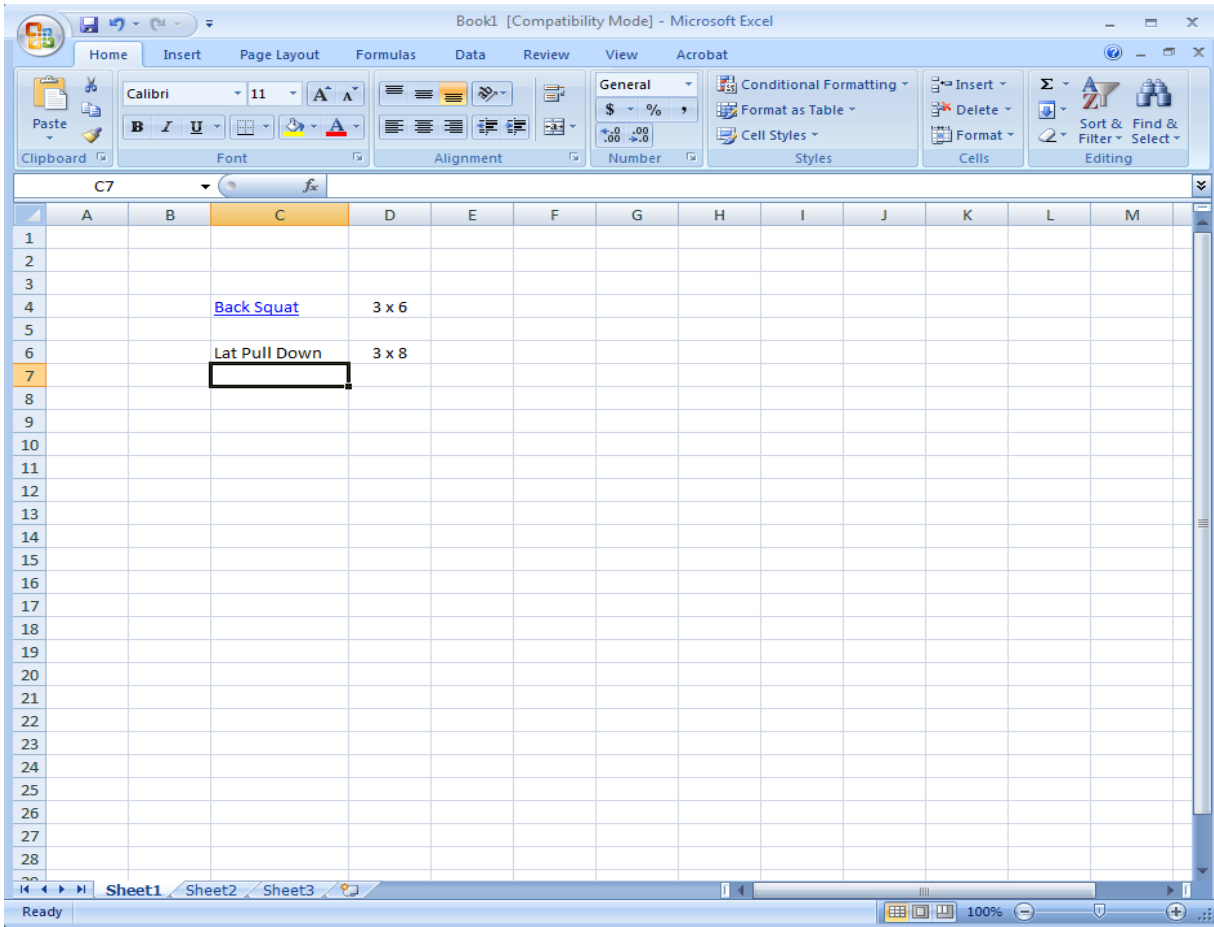 Book1 [Compatibility Mode] - Microsoft Excel
Home Insert Page Layout Formulas Data Review View Acrobat
Paste
Clipboard
Calibri 11
B I U
Font
Alignment
General
$ % ,
.0 .00 .00 .0
Number
Conditional Formatting
Format as Table
Cell Styles
Styles
Insert
Delete
Format
Cells
Σ
Sort & Filter
Find & Select
Editing
C7 fx
A B C D E F G H I J K L M
1
2
3
4 Back Squat 3 x 6
5
6 Lat Pull Down 3 x 8
7
8
9
10
11
12
13
14
15
16
17
18
19
20
21
22
23
24
25
26
27
28
Sheet1 Sheet2 Sheet3
Ready 100%